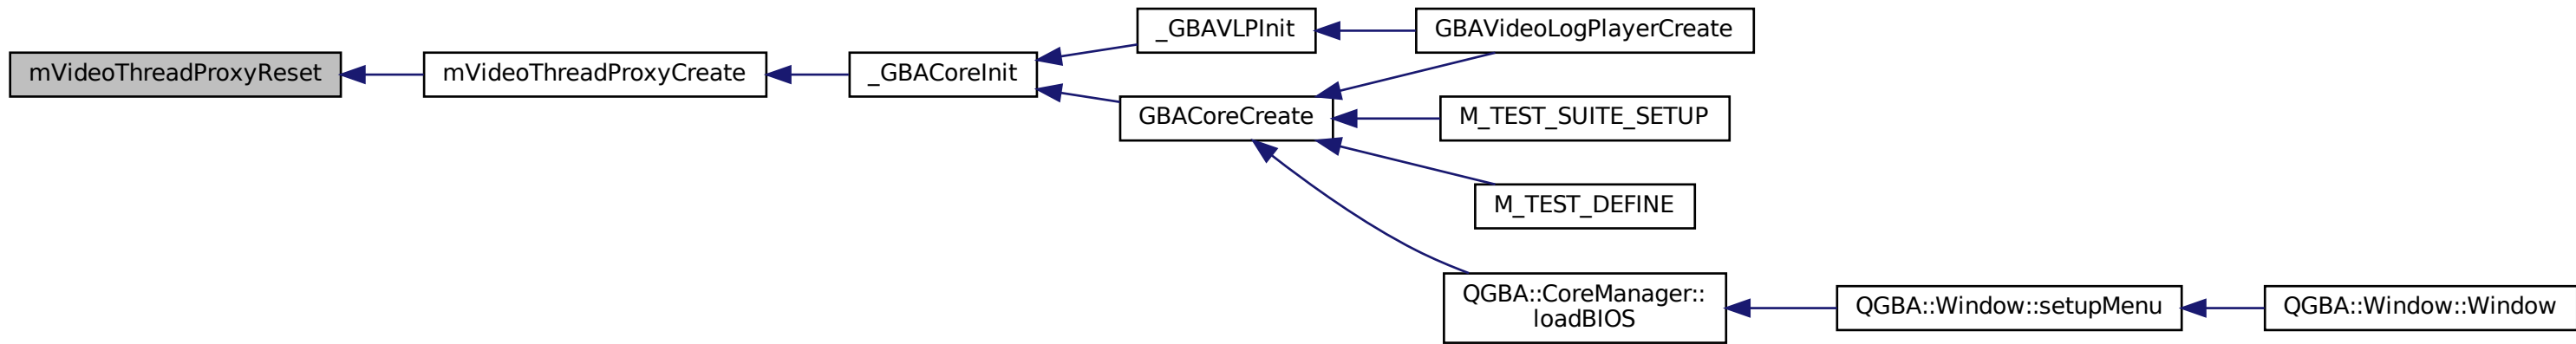 mVideoThreadProxyReset
mVideoThreadProxyCreate
_GBACoreInit
_GBAVLPInit
GBAVideoLogPlayerCreate
GBACoreCreate
M_TEST_SUITE_SETUP
M_TEST_DEFINE
QGBA::CoreManager::
loadBIOS
QGBA::Window::setupMenu
QGBA::Window::Window